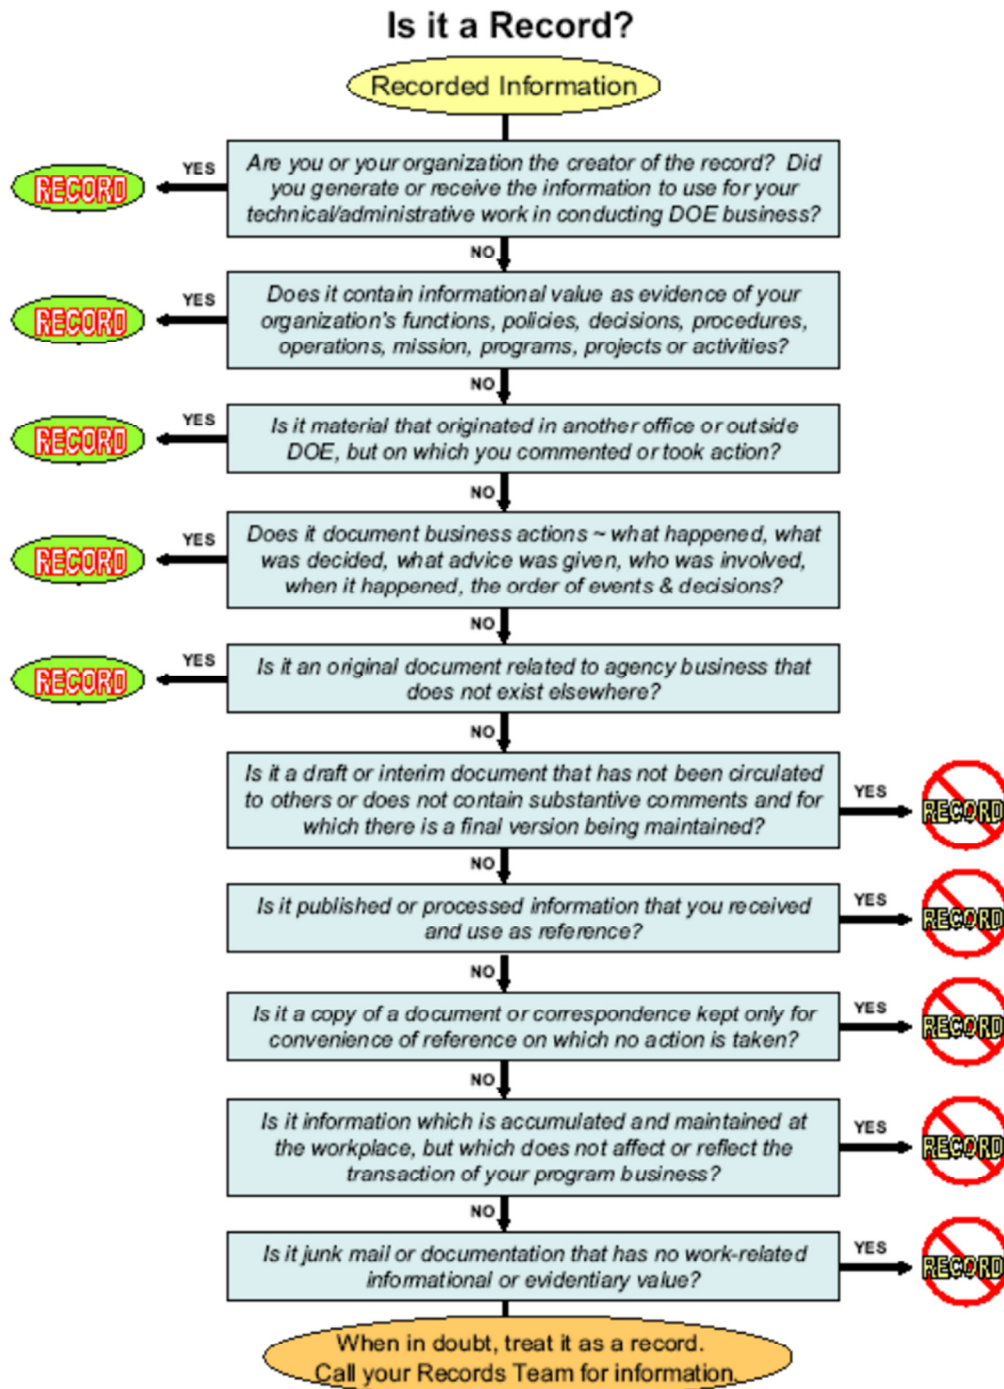 Is it a Record?
Recorded Information
Are you or your organization the creator of the record? Did
you generate or receive the information to use for your
technical/administrative work in conducting DOE business?
YES
RECORD
NO
Does it contain informational value as evidence of your
organization's functions, policies, decisions, procedures,
operations, mission, programs, projects or activities?
YES
RECORD
NO
Is it material that originated in another office or outside
DOE, but on which you commented or took action?
YES
RECORD
NO
Does it document business actions ~ what happened, what
was decided, what advice was given, who was involved,
when it happened, the order of events & decisions?
YES
RECORD
NO
Is it an original document related to agency business that
does not exist elsewhere?
YES
RECORD
NO
Is it a draft or interim document that has not been circulated
to others or does not contain substantive comments and for
which there is a final version being maintained?
YES
RECORD
NO
Is it published or processed information that you received
and use as reference?
YES
RECORD
NO
Is it a copy of a document or correspondence kept only for
convenience of reference on which no action is taken?
YES
RECORD
NO
Is it information which is accumulated and maintained at
the workplace, but which does not affect or reflect the
transaction of your program business?
YES
RECORD
NO
Is it junk mail or documentation that has no work-related
informational or evidentiary value?
YES
RECORD
When in doubt, treat it as a record.
Call your Records Team for information.